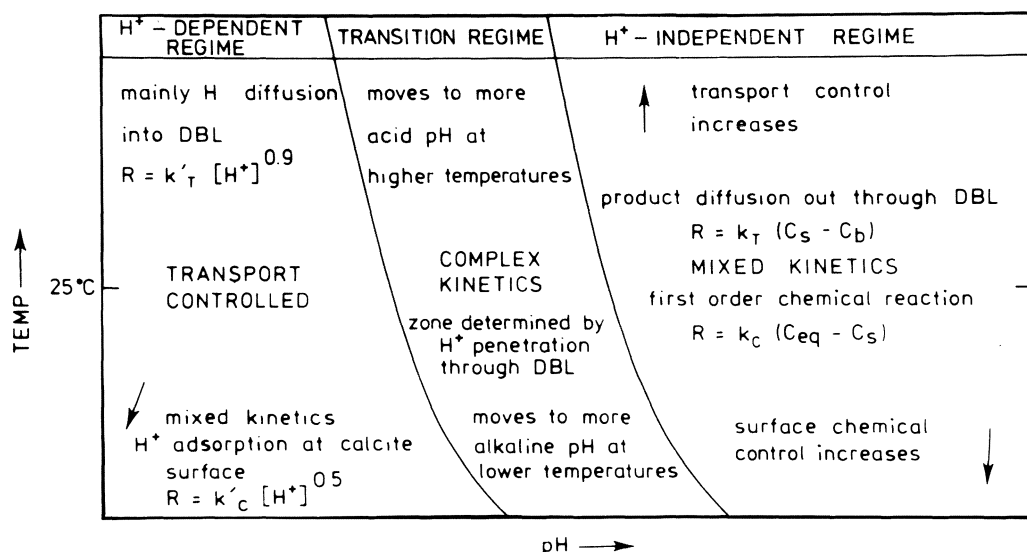 H⁺ – DEPENDENT
REGIME
TRANSITION REGIME
H⁺ – INDEPENDENT REGIME
mainly H diffusion
into DBL
R = k′T [H⁺]^0.9
TRANSPORT
CONTROLLED
mixed kinetics
H⁺ adsorption at calcite
surface
R = k′C [H⁺]^0.5
moves to more
acid pH at
higher temperatures
COMPLEX
KINETICS
zone determined by
H⁺ penetration
through DBL
moves to more
alkaline pH at
lower temperatures
transport control
increases
product diffusion out through DBL
R = kT (Cs - Cb)
MIXED KINETICS
first order chemical reaction
R = kC (Ceq - Cs)
surface chemical
control increases
TEMP →
25°C
pH →